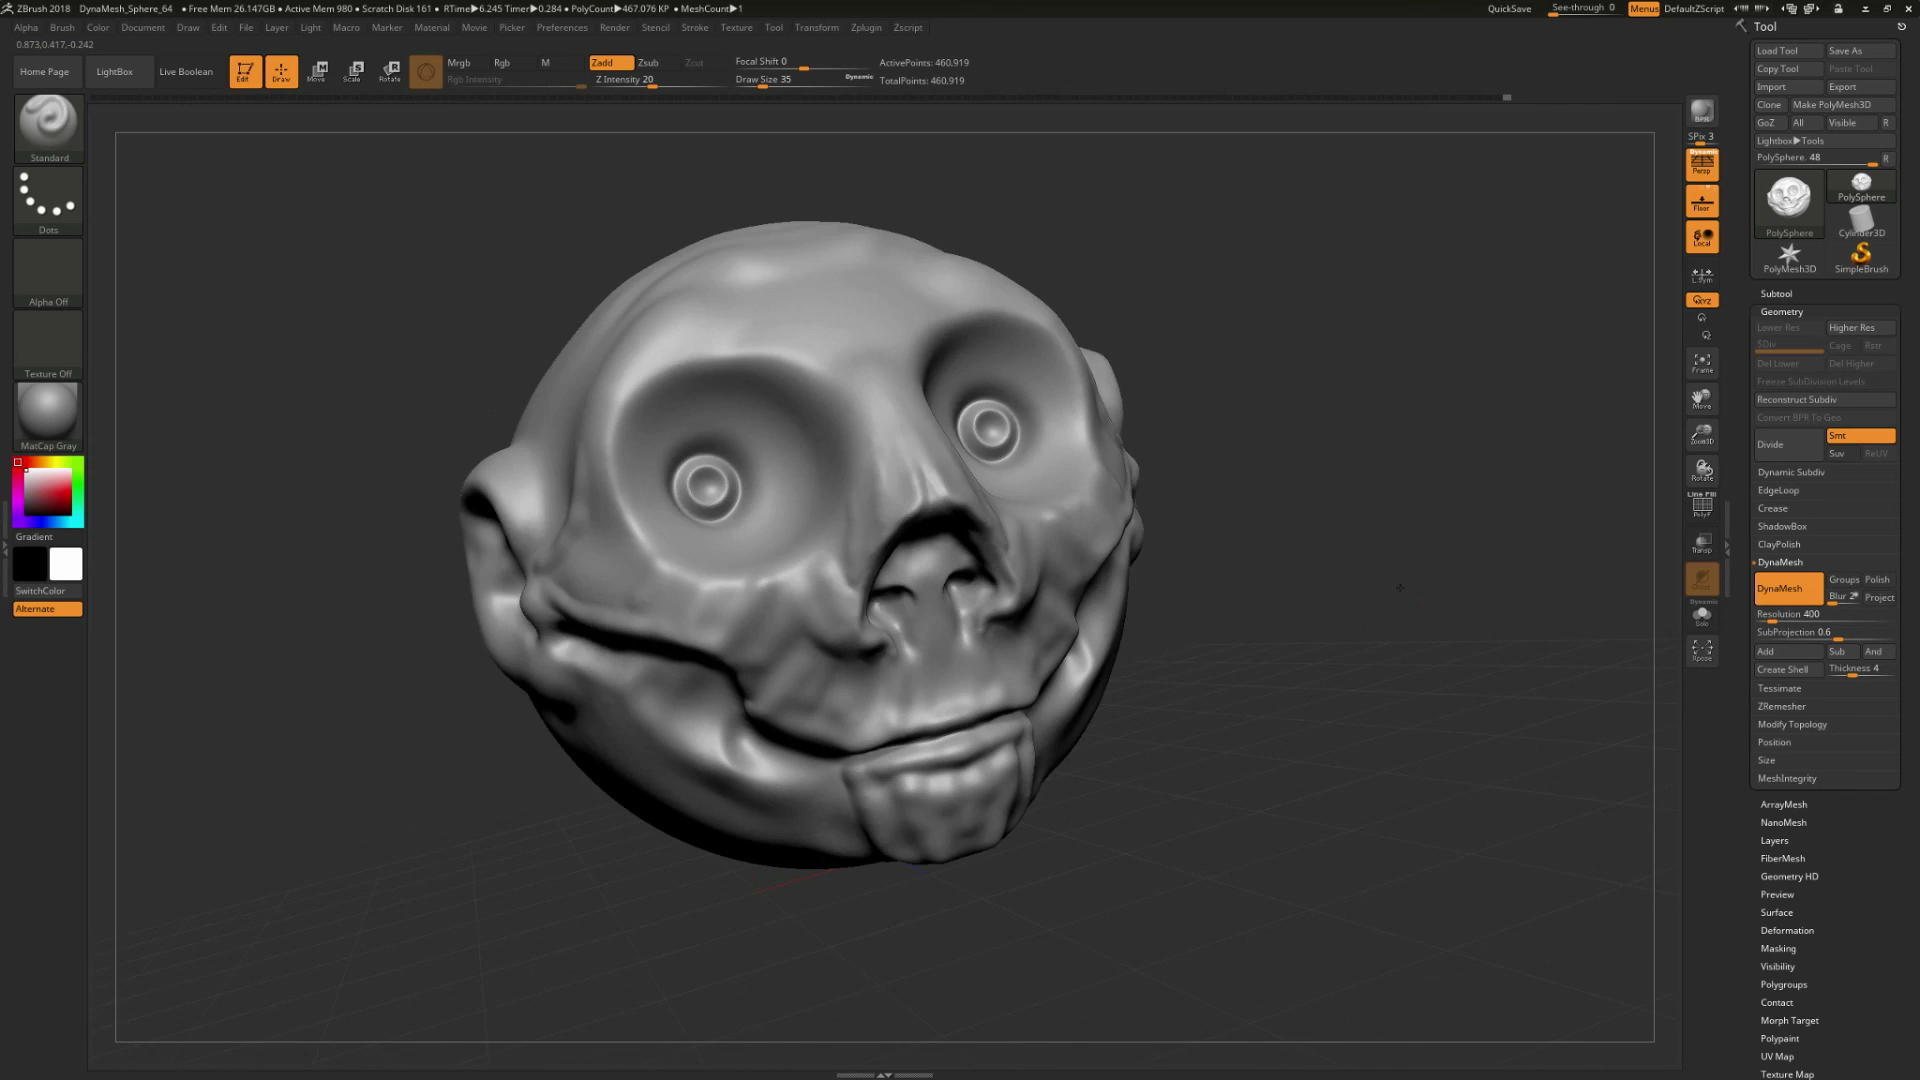 ZBrush 2018 DynaMesh_Sphere_64 • Free Mem 26.147GB • Active Mem 980 • Scratch Disk 161 • RTime▶6.245 Timer▶0.284 • PolyCount▶467.076 KP • MeshCount▶1 QuickSave See-through 0 Menus DefaultZScript
Alpha Brush Color Document Draw Edit File Layer Light Macro Marker Material Movie Picker Preferences Render Stencil Stroke Texture Tool Transform Zplugin Zscript
0.873,0.417,-0.242
Home Page LightBox Live Boolean Edit Draw Move Scale Rotate
Mrgb Rgb M Zadd Zsub Zcut Focal Shift 0 ActivePoints: 460,919
Rgb Intensity Z Intensity 20 Draw Size 35 Dynamic TotalPoints: 460,919
Standard
Dots
Alpha Off
Texture Off
MatCap Gray
Gradient
SwitchColor
Alternate
BPR
SPix 3
Dynamic
Persp
Floor
Local
L.Sym
XYZ
Frame
Move
Zoom3D
Rotate
Line Fill
PolyF
Transp
Ghost
Dynamic
Solo
Xpose
Tool
Load Tool Save As
Copy Tool Paste Tool
Import Export
Clone Make PolyMesh3D
GoZ All Visible R
Lightbox▶Tools
PolySphere. 48 R
PolySphere PolySphere
Cylinder3D
PolyMesh3D SimpleBrush
Subtool
Geometry
Lower Res Higher Res
SDiv Cage Rstr
Del Lower Del Higher
Freeze SubDivision Levels
Reconstruct Subdiv
Convert BPR To Geo
Divide Smt
Suv ReUV
Dynamic Subdiv
EdgeLoop
Crease
ShadowBox
ClayPolish
DynaMesh
DynaMesh Groups Polish
Blur 2 Project
Resolution 400
SubProjection 0.6
Add Sub And
Create Shell Thickness 4
Tessimate
ZRemesher
Modify Topology
Position
Size
MeshIntegrity
ArrayMesh
NanoMesh
Layers
FiberMesh
Geometry HD
Preview
Surface
Deformation
Masking
Visibility
Polygroups
Contact
Morph Target
Polypaint
UV Map
Texture Map